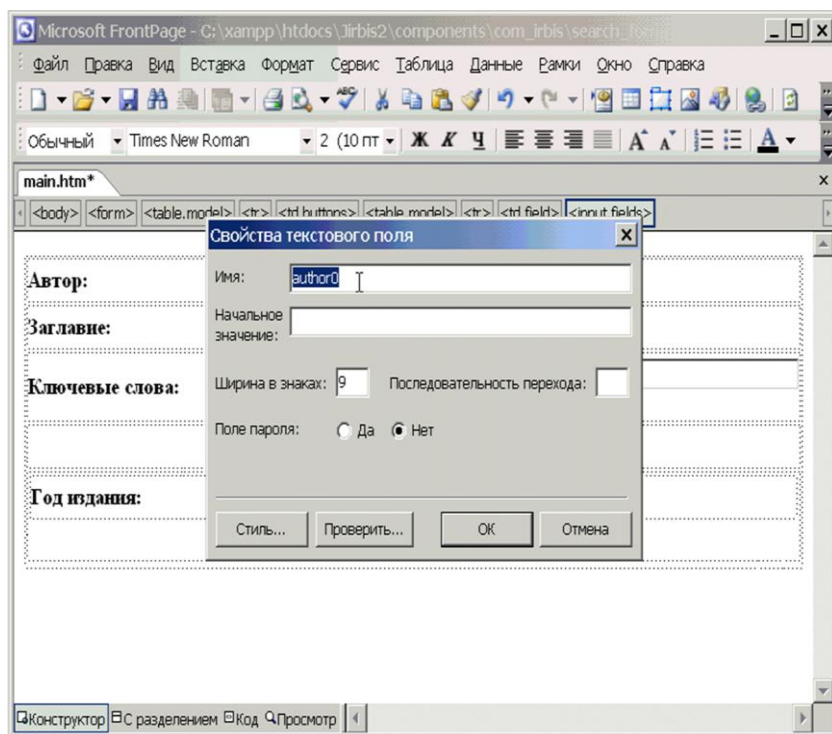 Microsoft FrontPage - C:\xampp\htdocs\Jirbis2\components\com_irbis\search_form
Файл Правка Вид Вставка Формат Сервис Таблица Данные Рамки Окно Справка
Обычный Times New Roman 2 (10 пт Ж К Ч А А А
main.htm*
<body> <form> <table.model> <tr> <td.buttons> <table.model> <tr> <td.field> <input.fields>
Свойства текстового поля
Имя: author0
Автор:
Начальное значение:
Заглавие:
Ширина в знаках: 9 Последовательность перехода:
Ключевые слова:
Поле пароля: Да Нет
Год издания:
Стиль... Проверить... ОК Отмена
Конструктор С разделением Код Просмотр